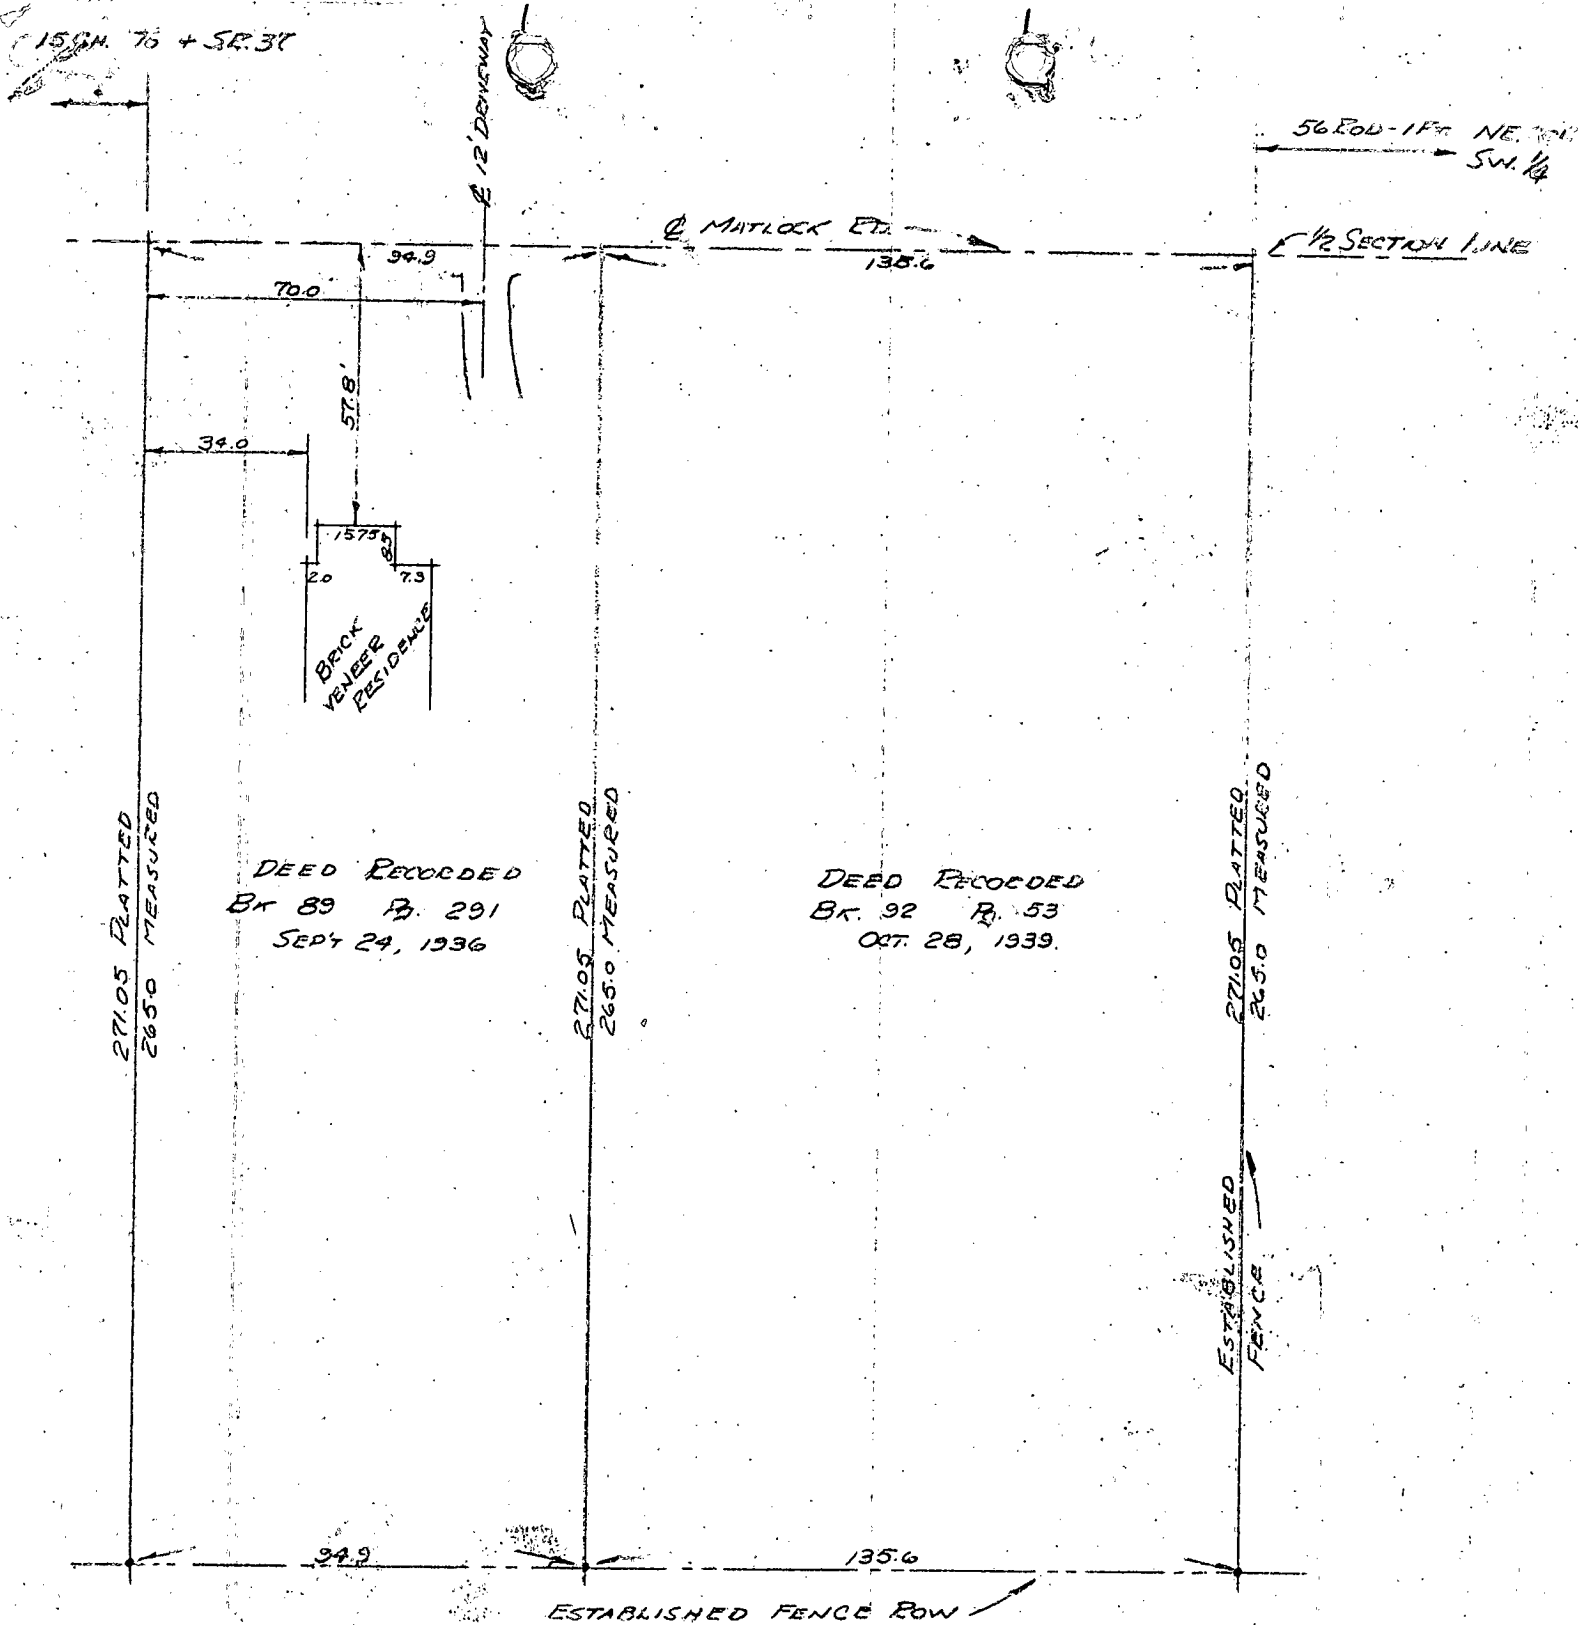 15 CH. 76 + SR. 37
℄ 12' DRIVEWAY
56 ROD - 1 FT. NE.
SW. 1/4
℄ MATLOCK RD.
1/2 SECTION LINE
94.9
135.6
70.0
57.8'
34.0
15.75
8.5
2.0
7.3
BRICK
VENEER
RESIDENCE
271.05 PLATTED
265.0 MEASURED
DEED RECORDED
BK 89 PG. 291
SEP'T 24, 1936
271.05 PLATTED
265.0 MEASURED
DEED RECORDED
BK. 92 PG. 53
OCT. 28, 1939.
271.05 PLATTED
265.0 MEASURED
ESTABLISHED
FENCE
94.9
135.6
ESTABLISHED FENCE ROW